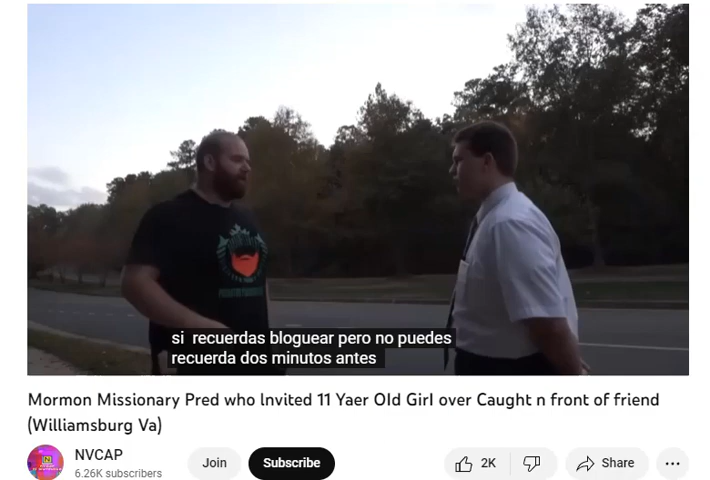 si recuerdas bloguear pero no puedes
recuerda dos minutos antes
Mormon Missionary Pred who lnvited 11 Yaer Old Girl over Caught n front of friend
(Williamsburg Va)
NVCAP
6.26K subscribers
Join
Subscribe
2K
Share